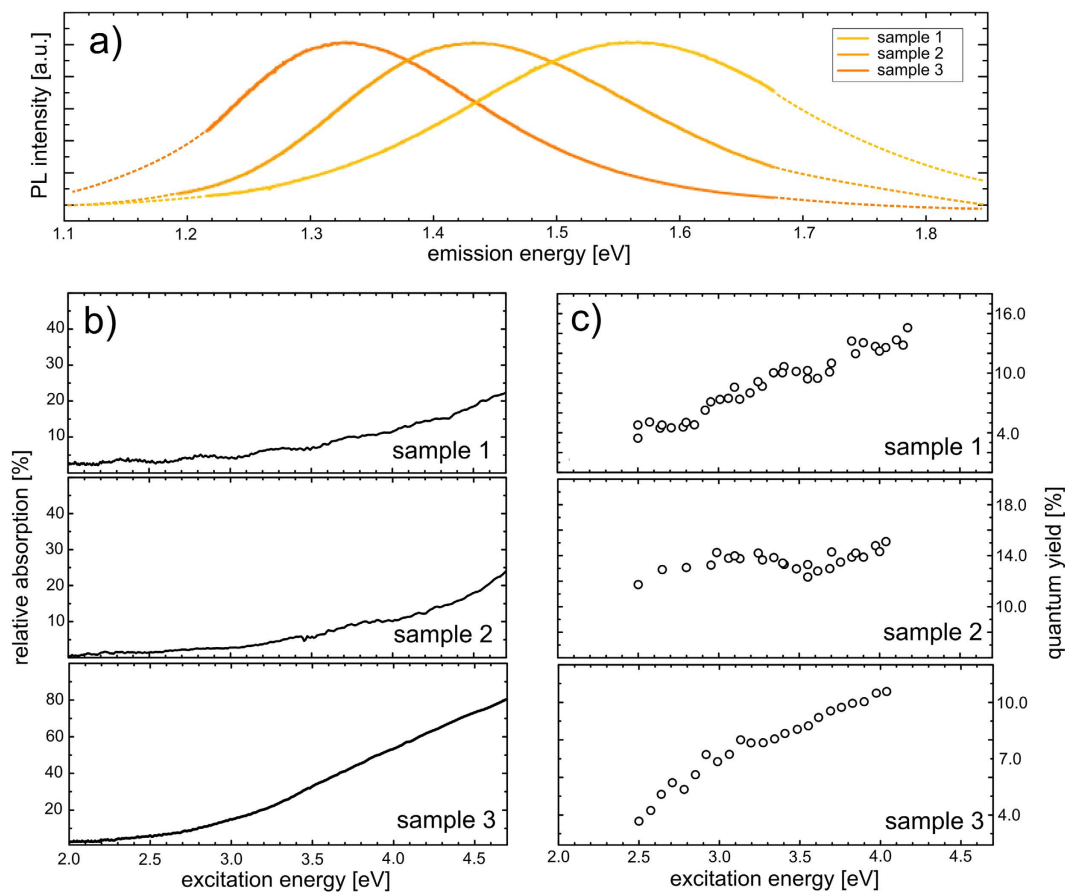 a)
PL intensity [a.u.]
sample 1
sample 2
sample 3
1.1 1.2 1.3 1.4 1.5 1.6 1.7 1.8
emission energy [eV]
b)
relative absorption [%]
40
30
20
10
sample 1
40
30
20
10
sample 2
80
60
40
20
sample 3
2.0 2.5 3.0 3.5 4.0 4.5
excitation energy [eV]
c)
quantum yield [%]
16.0
10.0
4.0
sample 1
18.0
14.0
10.0
sample 2
10.0
7.0
4.0
sample 3
2.0 2.5 3.0 3.5 4.0 4.5
excitation energy [eV]